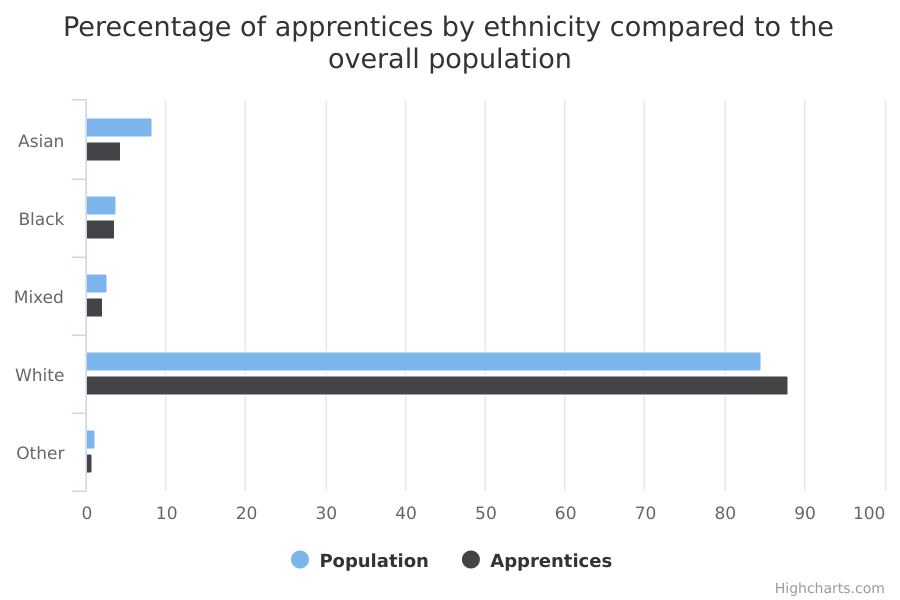 Perecentage of apprentices by ethnicity compared to the
overall population
Asian
Black
Mixed
White
Other
0 10 20 30 40 50 60 70 80 90 100
Population Apprentices
Highcharts.com